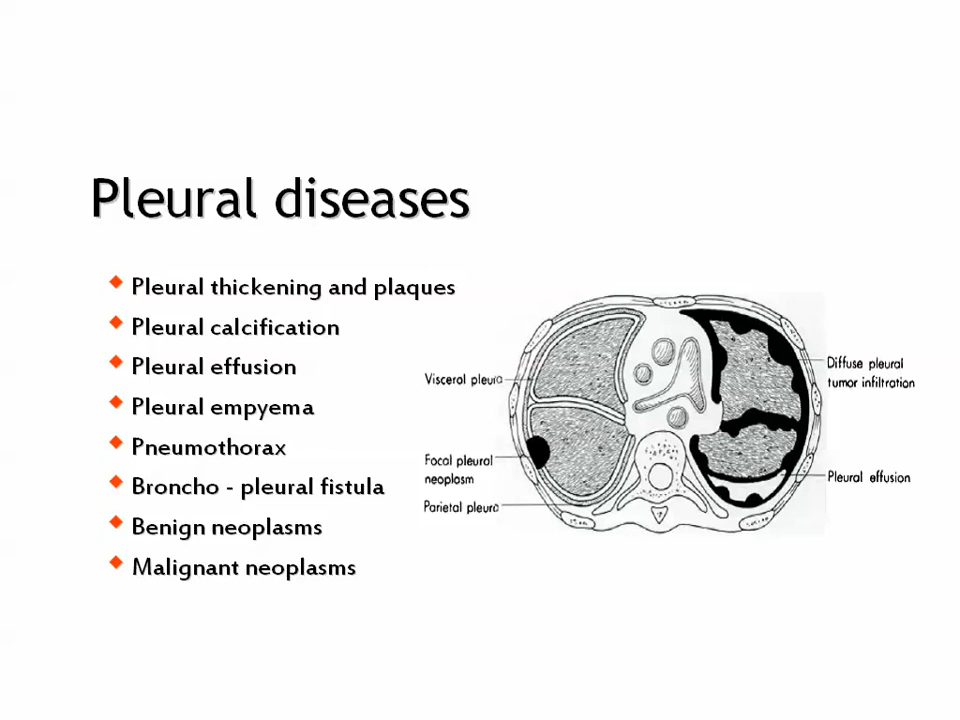 Pleural diseases
Pleural thickening and plaques
Pleural calcification
Pleural effusion
Pleural empyema
Pneumothorax
Broncho - pleural fistula
Benign neoplasms
Malignant neoplasms
Visceral pleura
Focal pleural
neoplasm
Parietal pleura
Diffuse pleural
tumor infiltration
Pleural effusion